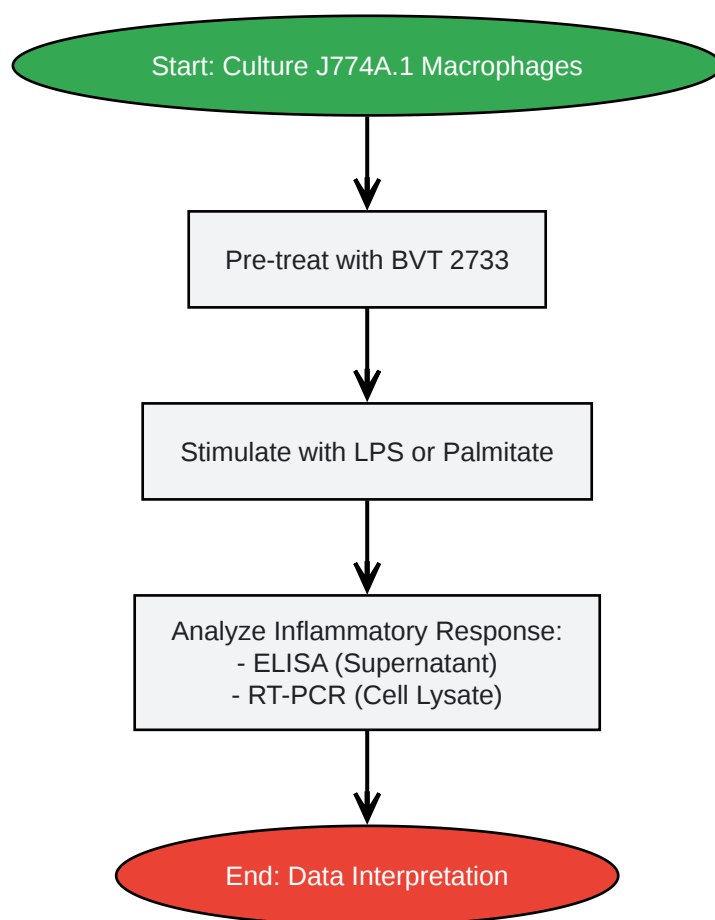 Start: Culture J774A.1 Macrophages
Pre-treat with BVT 2733
Stimulate with LPS or Palmitate
Analyze Inflammatory Response:
- ELISA (Supernatant)
- RT-PCR (Cell Lysate)
End: Data Interpretation